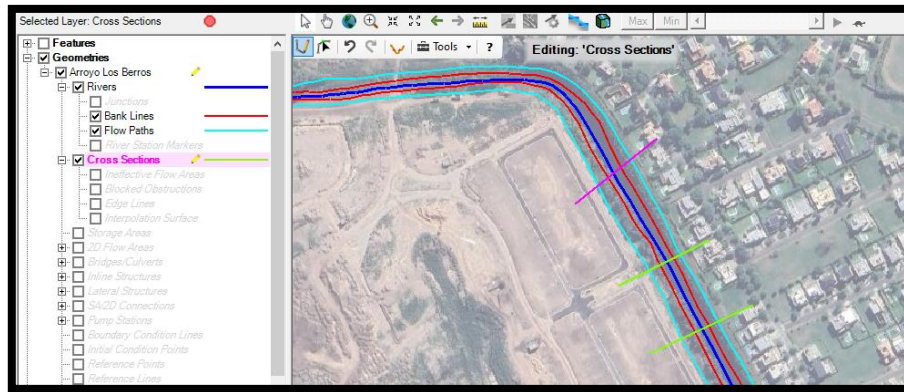 Selected Layer: Cross Sections
Max Min
Tools ?
Editing: 'Cross Sections'
Features
Geometries
Arroyo Los Berros
Rivers
Junctions
Bank Lines
Flow Paths
River Station Markers
Cross Sections
Ineffective Flow Areas
Blocked Obstructions
Edge Lines
Interpolation Surface
Storage Areas
2D Flow Areas
Bridges/Culverts
Inline Structures
Lateral Structures
SA/2D Connections
Pump Stations
Boundary Condition Lines
Initial Condition Points
Reference Points
Reference Lines